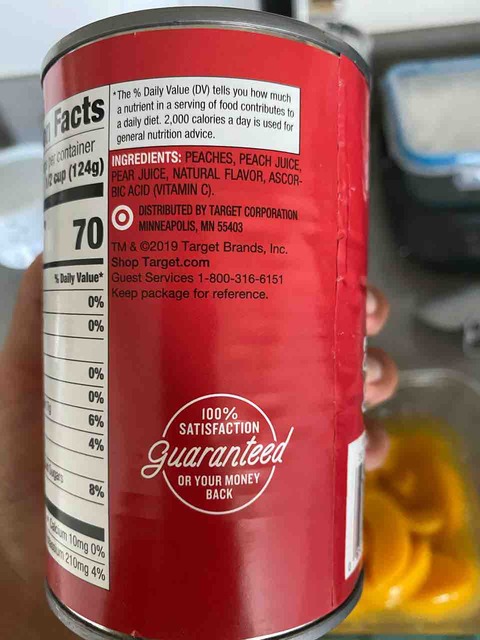 Facts
per container
1/2 cup (124g)
70
% Daily Value*
0%
0%
0%
0%
6%
4%
Sugars
8%
Calcium 10mg 0%
210mg 4%
*The % Daily Value (DV) tells you how much
a nutrient in a serving of food contributes to
a daily diet. 2,000 calories a day is used for
general nutrition advice.
INGREDIENTS: PEACHES, PEACH JUICE,
PEAR JUICE, NATURAL FLAVOR, ASCOR-
BIC ACID (VITAMIN C).
DISTRIBUTED BY TARGET CORPORATION
MINNEAPOLIS, MN 55403
TM & ©2019 Target Brands, Inc.
Shop Target.com
Guest Services 1-800-316-6151
Keep package for reference.
100%
SATISFACTION
Guaranteed
OR YOUR MONEY
BACK